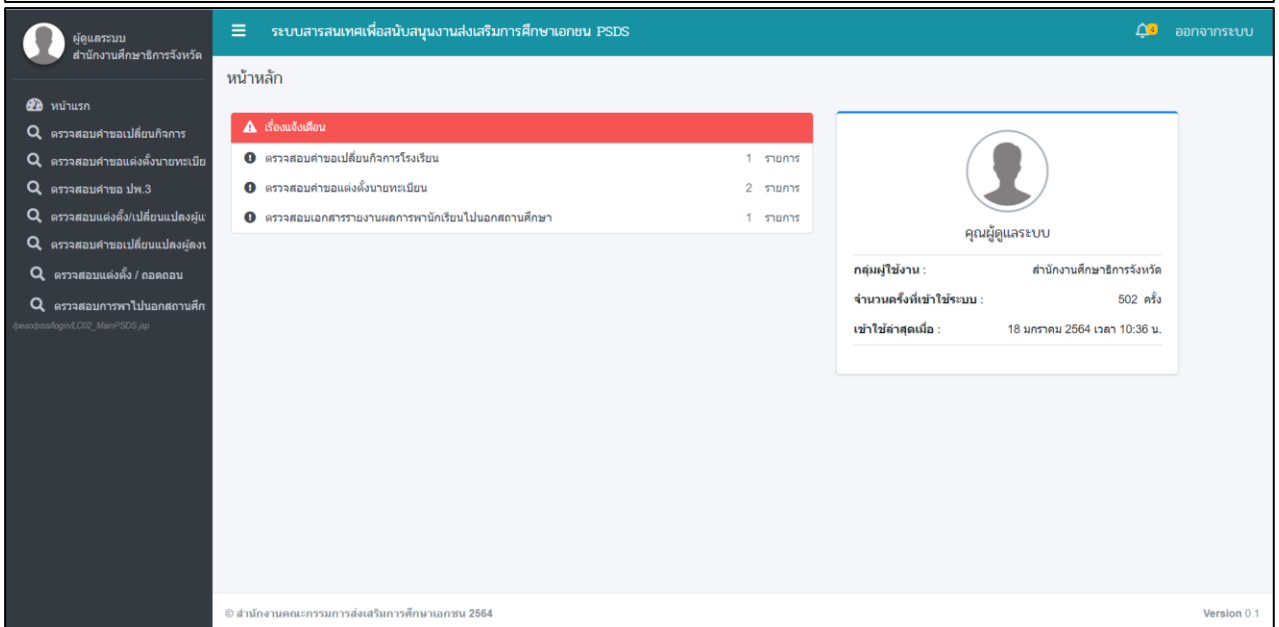 ผู้ดูแลระบบ
สำนักงานศึกษาธิการจังหวัด
ระบบสารสนเทศเพื่อสนับสนุนงานส่งเสริมการศึกษาเอกชน PSDS
4
ออกจากระบบ
หน้าแรก
ตรวจสอบคำขอเปลี่ยนกิจการ
ตรวจสอบคำขอแต่งตั้งนายทะเบีย
ตรวจสอบคำขอ ปพ.3
ตรวจสอบแต่งตั้ง/เปลี่ยนแปลงผู้แ
ตรวจสอบคำขอเปลี่ยนแปลงผู้ลงน
ตรวจสอบแต่งตั้ง / ถอดถอน
ตรวจสอบการพาไปนอกสถานศึก
/peso/psis/login/LC02_MainPSDS.jsp
หน้าหลัก
เรื่องแจ้งเตือน
ตรวจสอบคำขอเปลี่ยนกิจการโรงเรียน 1 รายการ
ตรวจสอบคำขอแต่งตั้งนายทะเบียน 2 รายการ
ตรวจสอบเอกสารรายงานผลการพานักเรียนไปนอกสถานศึกษา 1 รายการ
คุณผู้ดูแลระบบ
กลุ่มผู้ใช้งาน : สำนักงานศึกษาธิการจังหวัด
จำนวนครั้งที่เข้าใช้ระบบ : 502 ครั้ง
เข้าใช้ล่าสุดเมื่อ : 18 มกราคม 2564 เวลา 10:36 น.
© สำนักงานคณะกรรมการส่งเสริมการศึกษาเอกชน 2564
Version 0.1